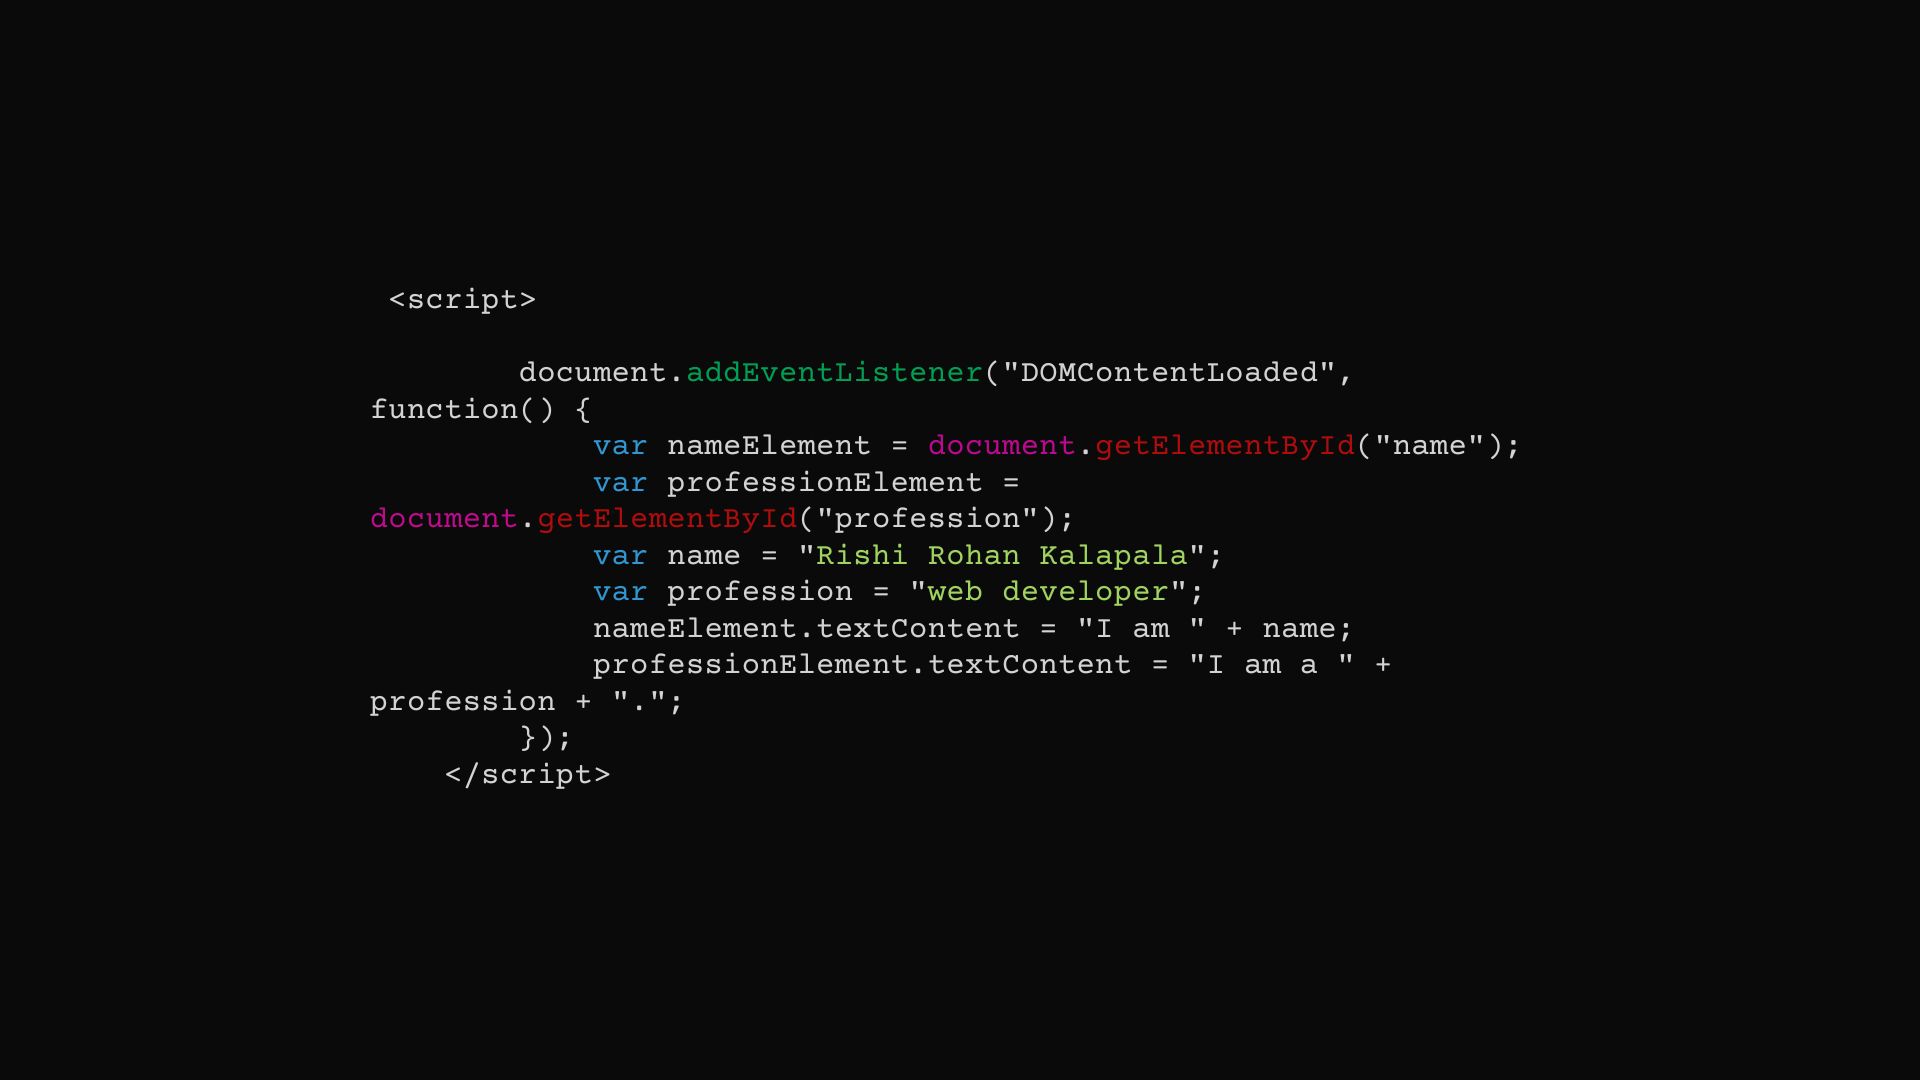 <script>
document.addEventListener("DOMContentLoaded",
function() {
var nameElement = document.getElementById("name");
var professionElement =
document.getElementById("profession");
var name = "Rishi Rohan Kalapala";
var profession = "web developer";
nameElement.textContent = "I am " + name;
professionElement.textContent = "I am a " +
profession + ".";
});
</script>